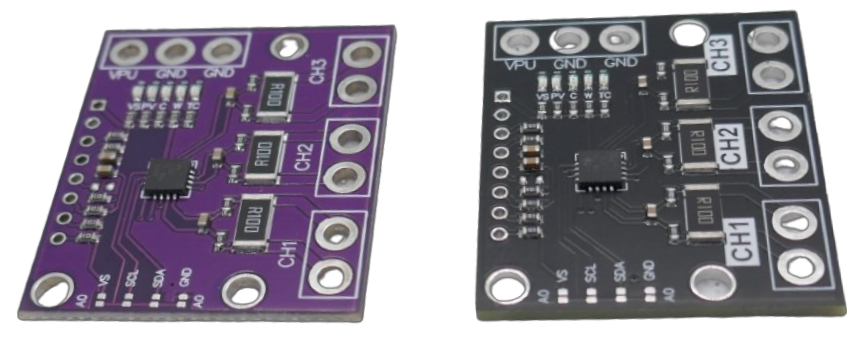 VPU GND GND
CH3
VS PV C W TC
R100
CH2
R100
R100
CH1
VS SCL SDA GND
A0 A0
VPU GND GND
CH3
VS PV C W TC
R100
CH2
R100
R100
CH1
VS SCL SDA GND
A0 A0